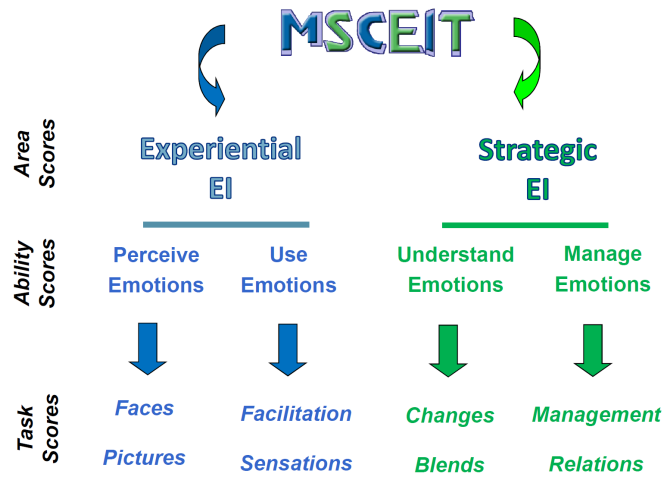 MSCEIT
Area
Scores
Experiential
EI
Strategic
EI
Ability
Scores
Perceive
Emotions
Use
Emotions
Understand
Emotions
Manage
Emotions
Task
Scores
Faces
Pictures
Facilitation
Sensations
Changes
Blends
Management
Relations